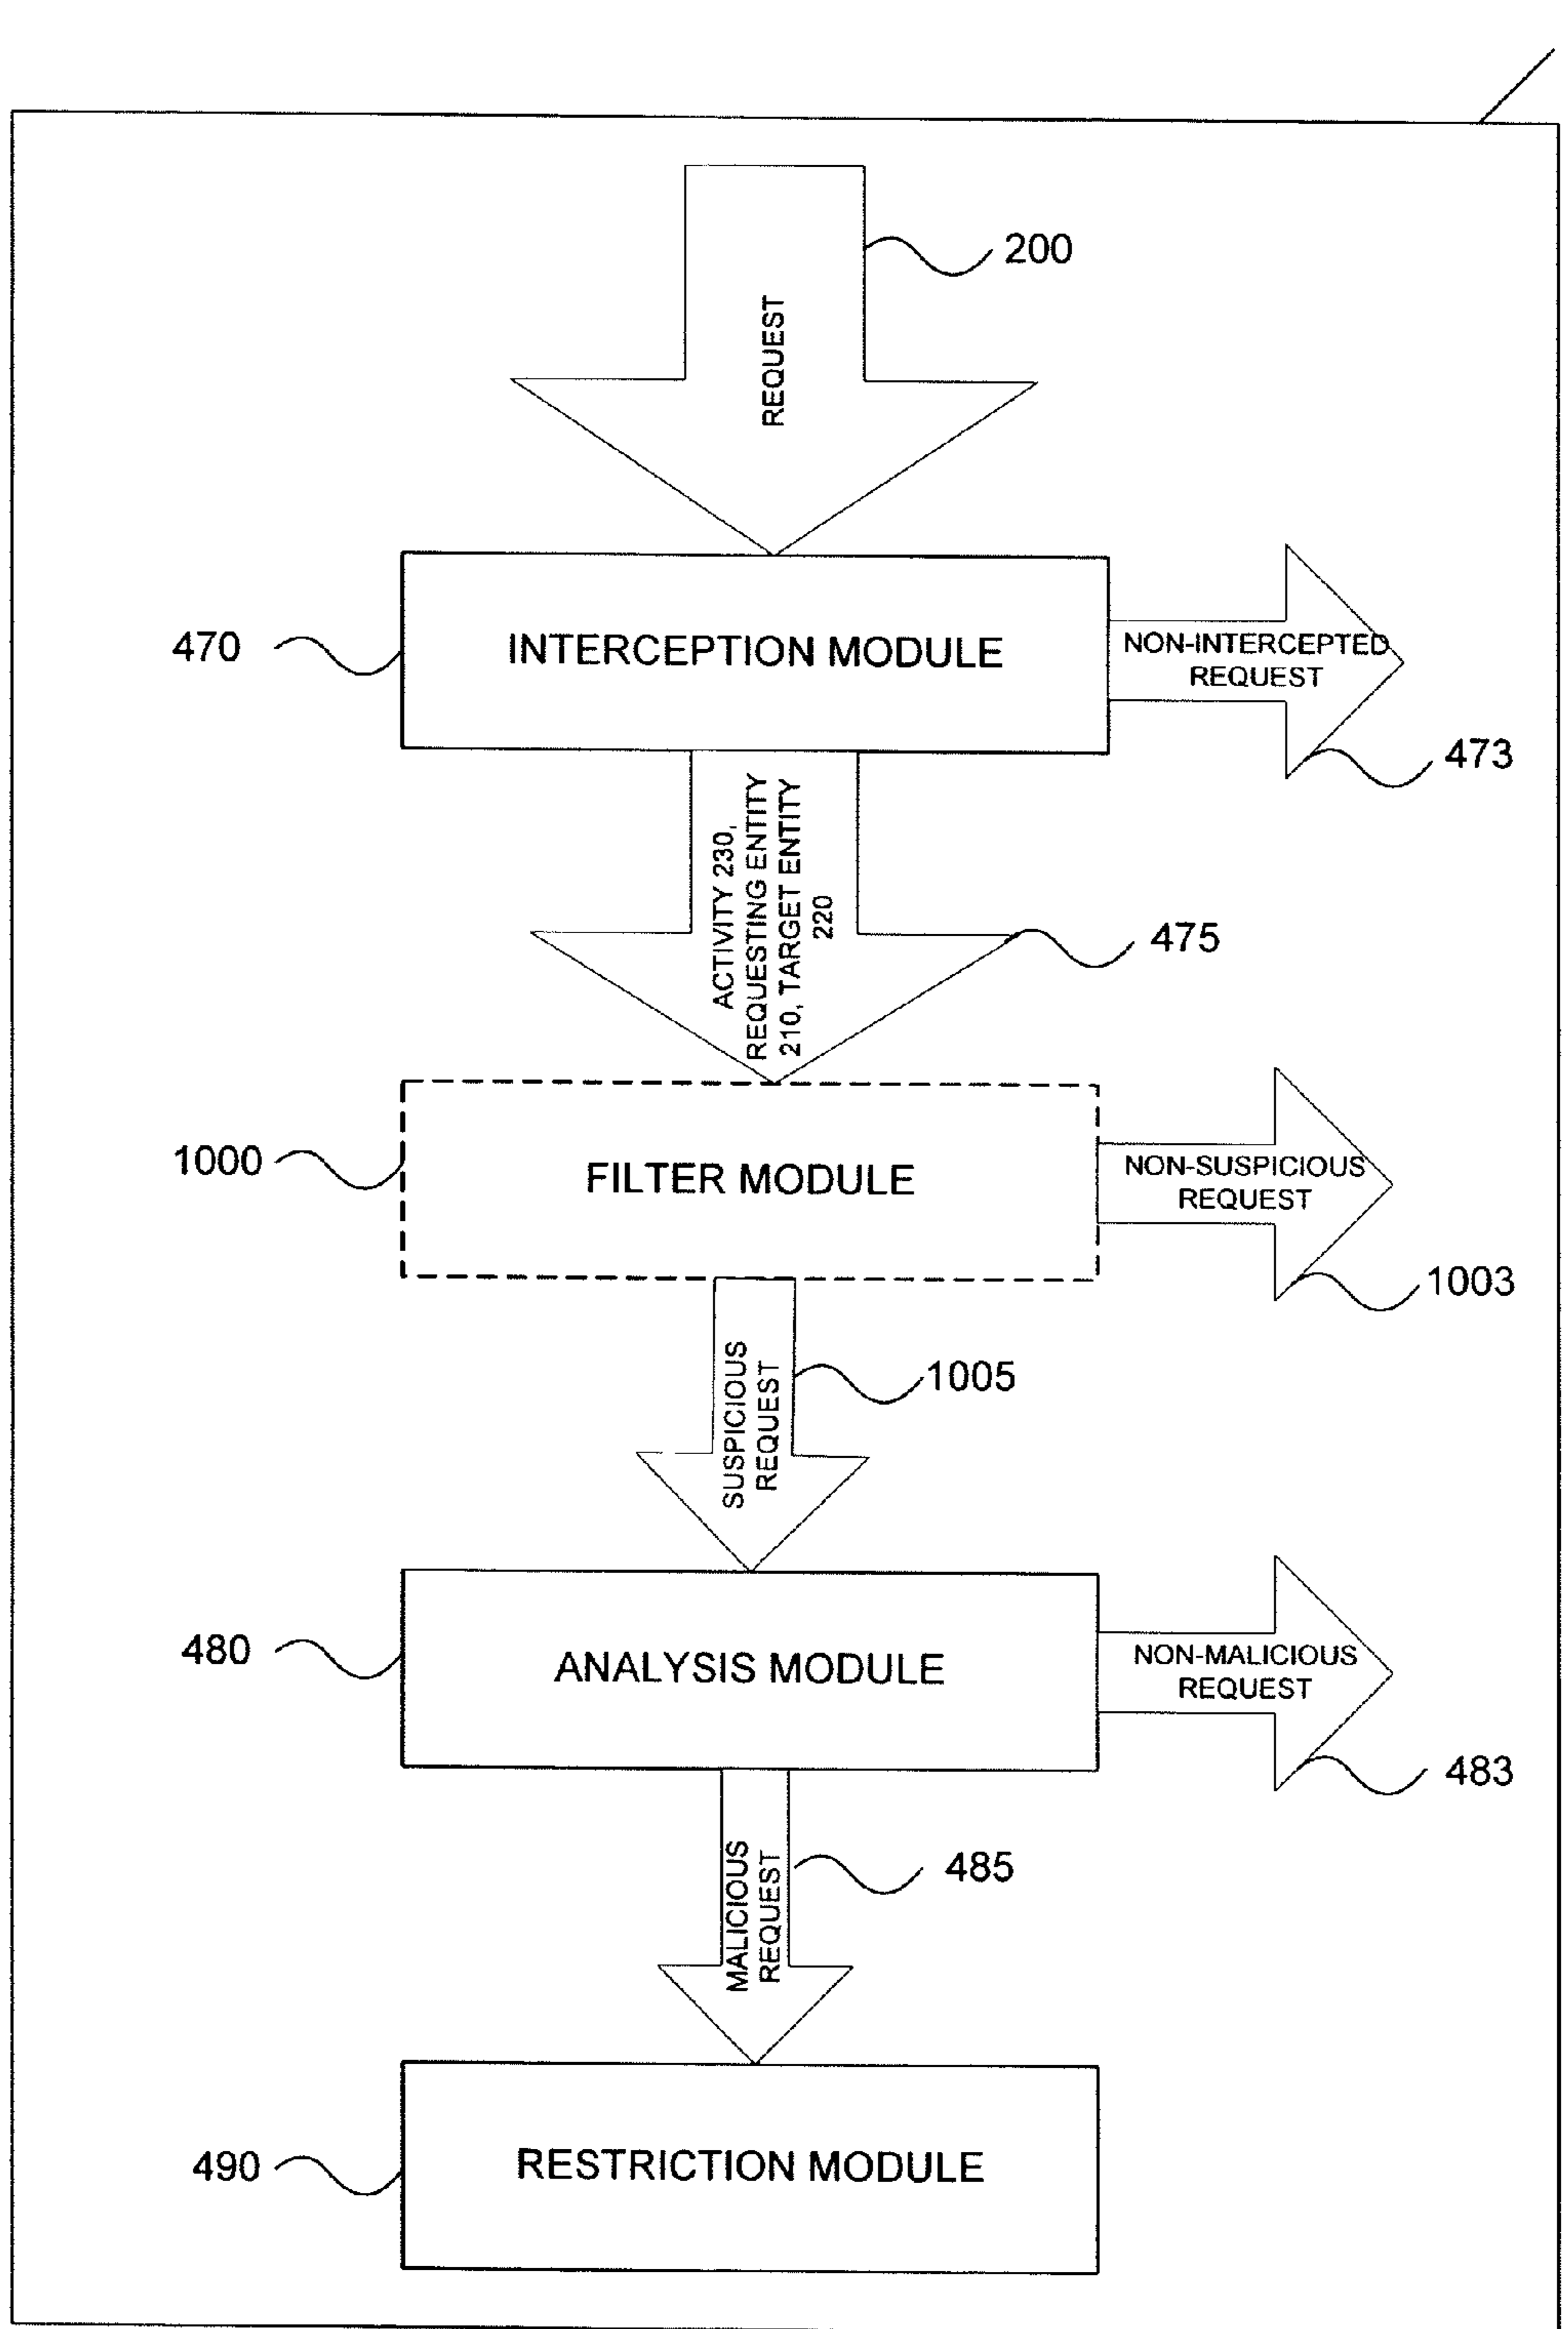 200
REQUEST
470
INTERCEPTION MODULE
NON-INTERCEPTED
REQUEST
473
ACTIVITY 230,
REQUESTING ENTITY
210, TARGET ENTITY
220
475
1000
FILTER MODULE
NON-SUSPICIOUS
REQUEST
1003
SUSPICIOUS
REQUEST
1005
480
ANALYSIS MODULE
NON-MALICIOUS
REQUEST
483
MALICIOUS
REQUEST
485
490
RESTRICTION MODULE